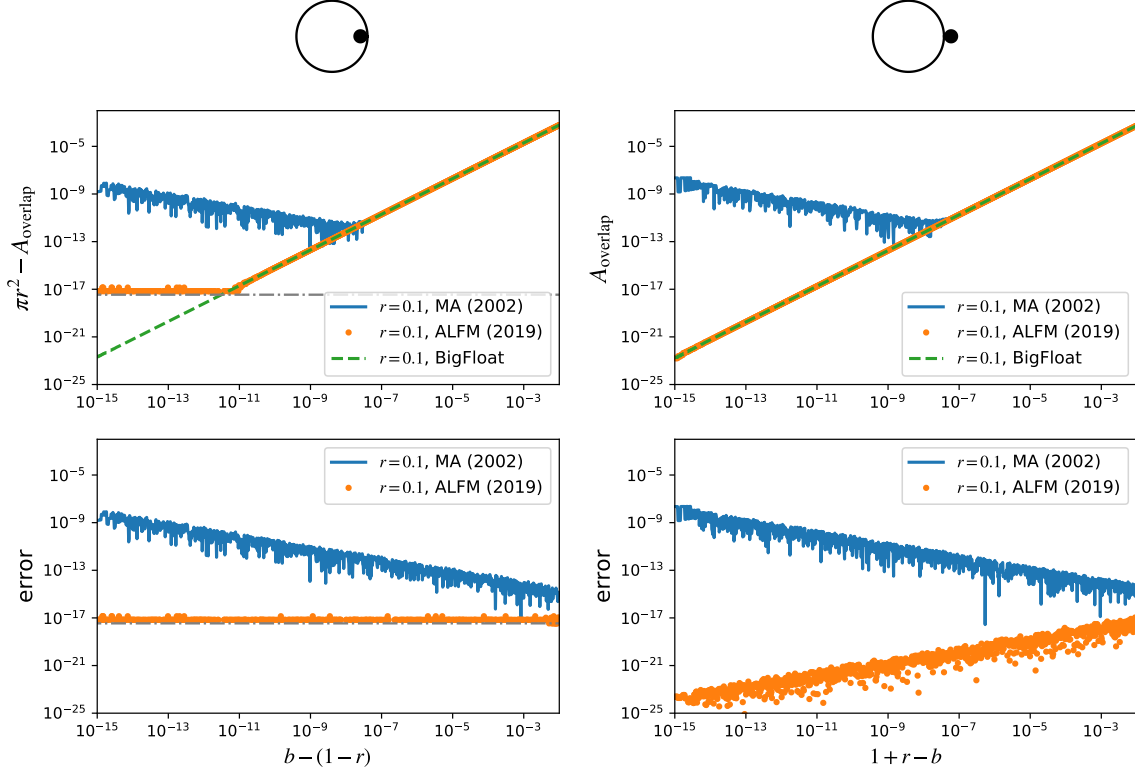 πr² − A_overlap
10⁻⁵
10⁻⁹
10⁻¹³
10⁻¹⁷
10⁻²¹
10⁻²⁵
r = 0.1, MA (2002)
r = 0.1, ALFM (2019)
r = 0.1, BigFloat
10⁻¹⁵ 10⁻¹³ 10⁻¹¹ 10⁻⁹ 10⁻⁷ 10⁻⁵ 10⁻³
A_overlap
10⁻⁵
10⁻⁹
10⁻¹³
10⁻¹⁷
10⁻²¹
10⁻²⁵
r = 0.1, MA (2002)
r = 0.1, ALFM (2019)
r = 0.1, BigFloat
10⁻¹⁵ 10⁻¹³ 10⁻¹¹ 10⁻⁹ 10⁻⁷ 10⁻⁵ 10⁻³
error
10⁻⁵
10⁻⁹
10⁻¹³
10⁻¹⁷
10⁻²¹
10⁻²⁵
r = 0.1, MA (2002)
r = 0.1, ALFM (2019)
10⁻¹⁵ 10⁻¹³ 10⁻¹¹ 10⁻⁹ 10⁻⁷ 10⁻⁵ 10⁻³
b − (1 − r)
error
10⁻⁵
10⁻⁹
10⁻¹³
10⁻¹⁷
10⁻²¹
10⁻²⁵
r = 0.1, MA (2002)
r = 0.1, ALFM (2019)
10⁻¹⁵ 10⁻¹³ 10⁻¹¹ 10⁻⁹ 10⁻⁷ 10⁻⁵ 10⁻³
1 + r − b